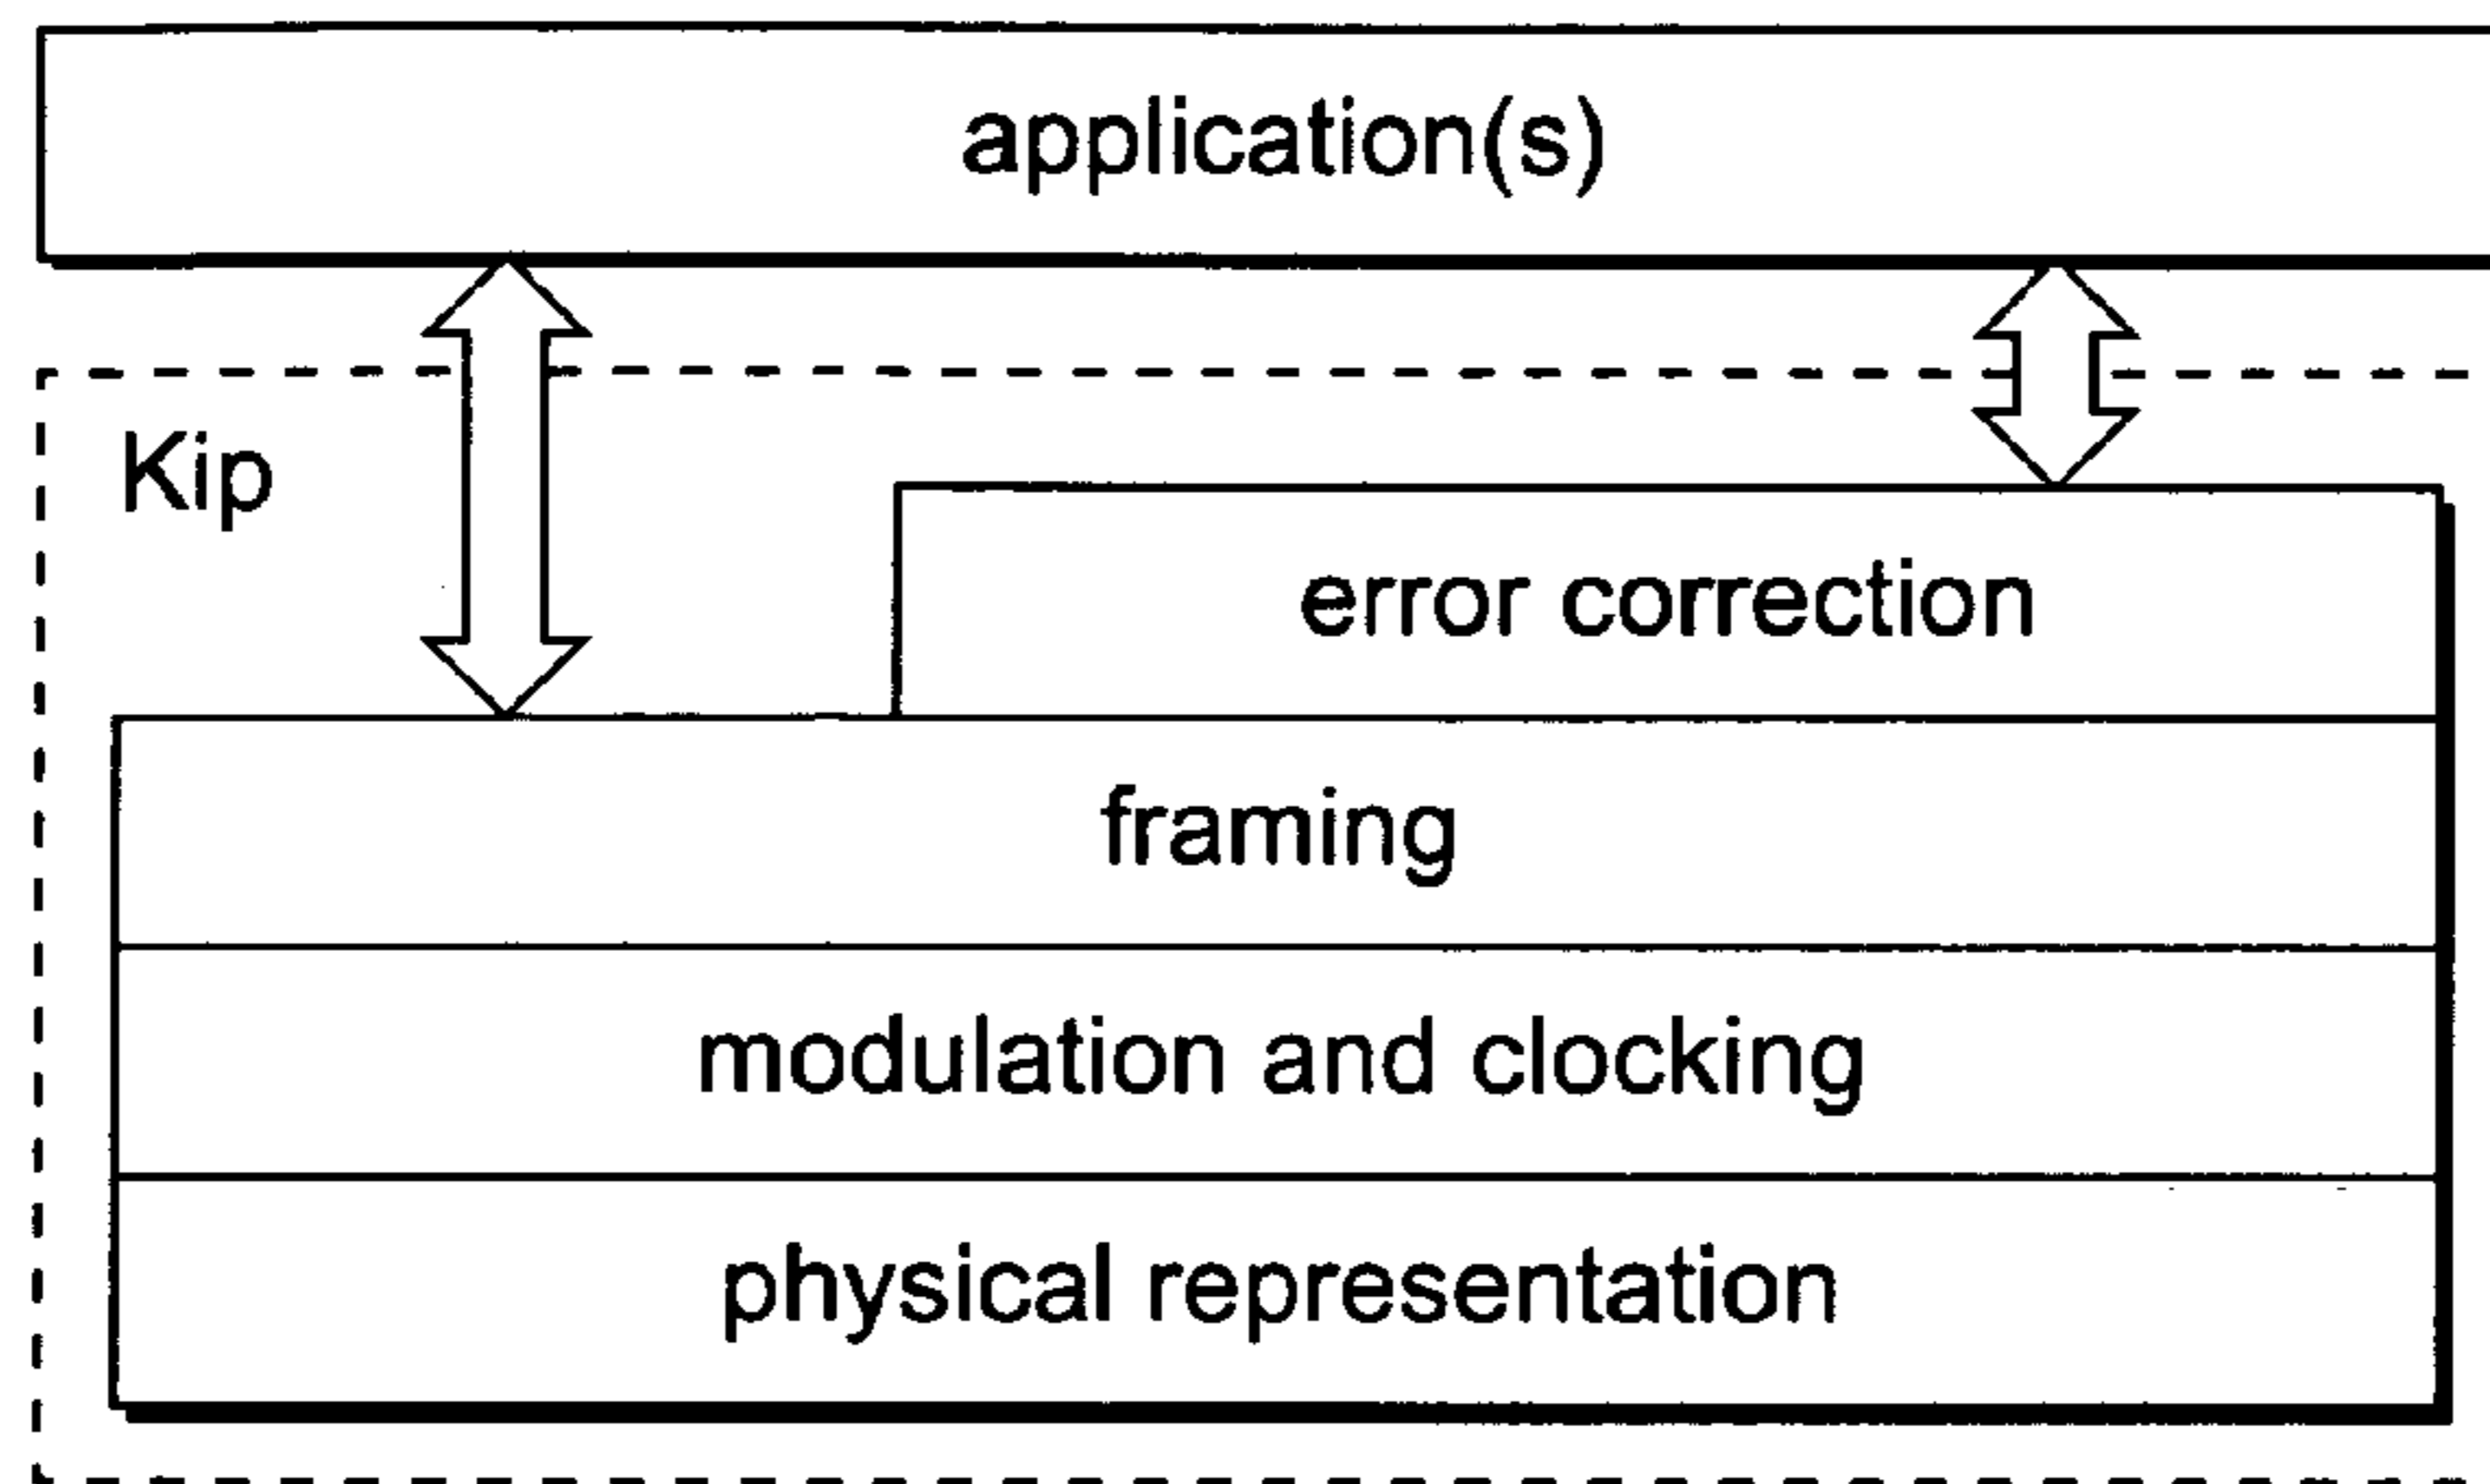 application(s)
Kip
error correction
framing
modulation and clocking
physical representation